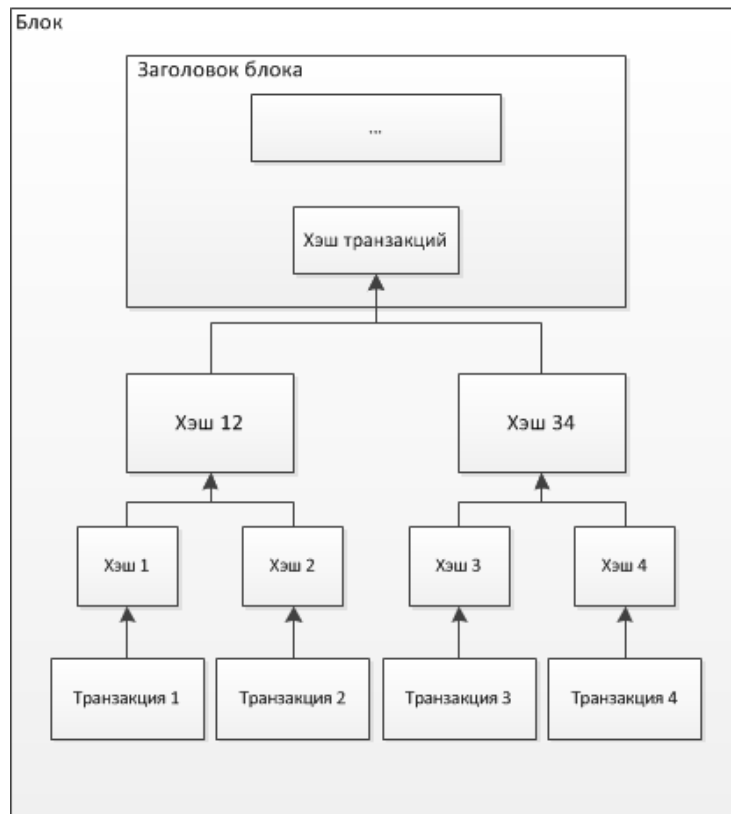 Блок
Заголовок блока
...
Хэш транзакций
Хэш 12
Хэш 34
Хэш 1
Хэш 2
Хэш 3
Хэш 4
Транзакция 1
Транзакция 2
Транзакция 3
Транзакция 4